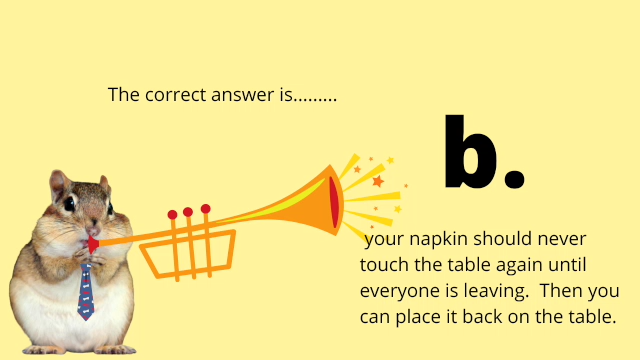 The correct answer is.........
b.
your napkin should never
touch the table again until
everyone is leaving.  Then you
can place it back on the table.